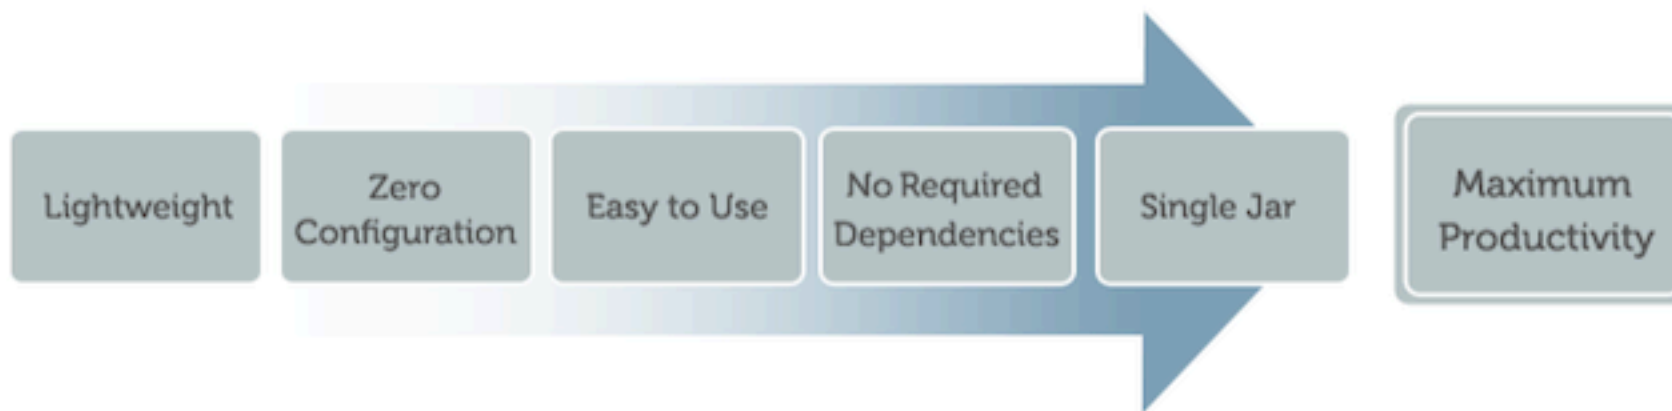 Lightweight
Zero
Configuration
Easy to Use
No Required
Dependencies
Single Jar
Maximum
Productivity